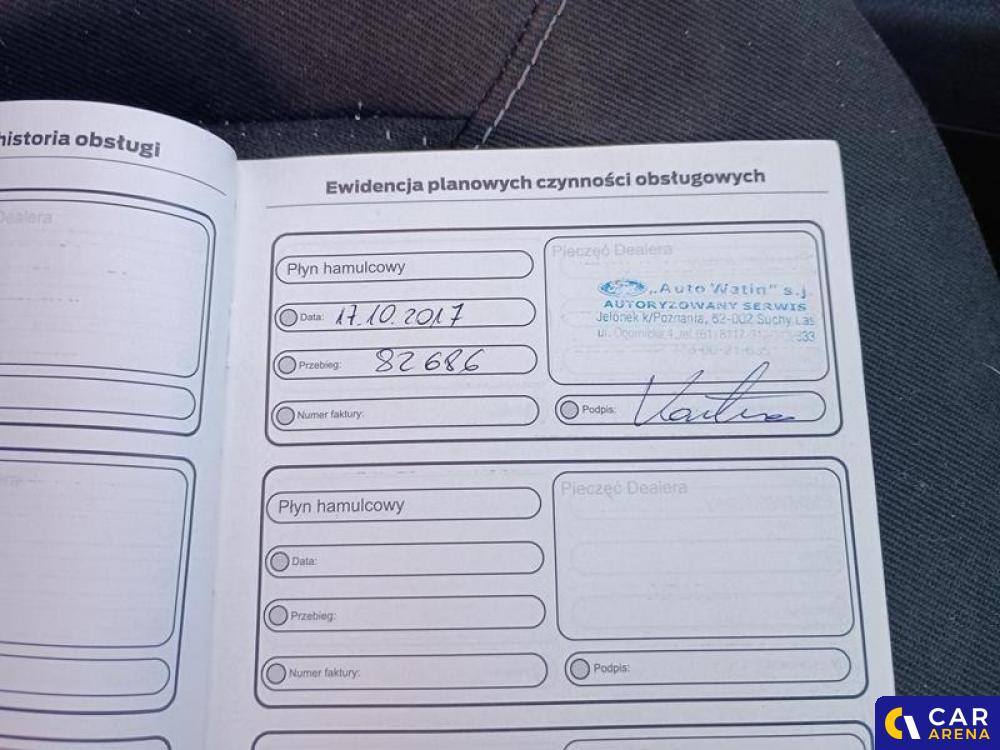 historia obsługi
Dealera
Ewidencja planowych czynności obsługowych
Płyn hamulcowy
Data: 17.10.2017
Przebieg: 82686
Numer faktury:
Pieczęć Dealera
„Auto Watin" s.j.
AUTORYZOWANY SERWIS
Jelonek k/Poznania, 62-002 Suchy Las
Podpis:
Płyn hamulcowy
Data:
Przebieg:
Numer faktury:
Pieczęć Dealera
Podpis:
CAR
ARENA